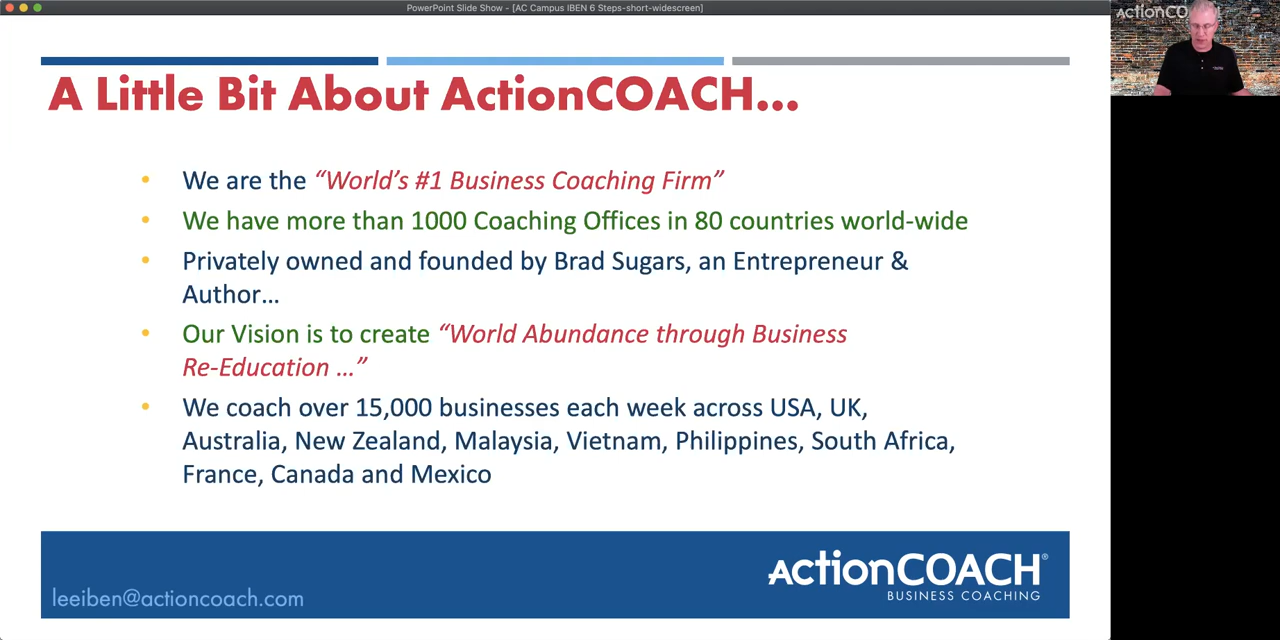 PowerPoint Slide Show - [AC Campus IBEN 6 Steps-short-widescreen]
ActionCO
A Little Bit About ActionCOACH...
• We are the “World’s #1 Business Coaching Firm”
• We have more than 1000 Coaching Offices in 80 countries world-wide
• Privately owned and founded by Brad Sugars, an Entrepreneur &
Author…
• Our Vision is to create “World Abundance through Business
Re-Education …”
• We coach over 15,000 businesses each week across USA, UK,
Australia, New Zealand, Malaysia, Vietnam, Philippines, South Africa,
France, Canada and Mexico
ActionCOACH®
BUSINESS COACHING
leeiben@actioncoach.com